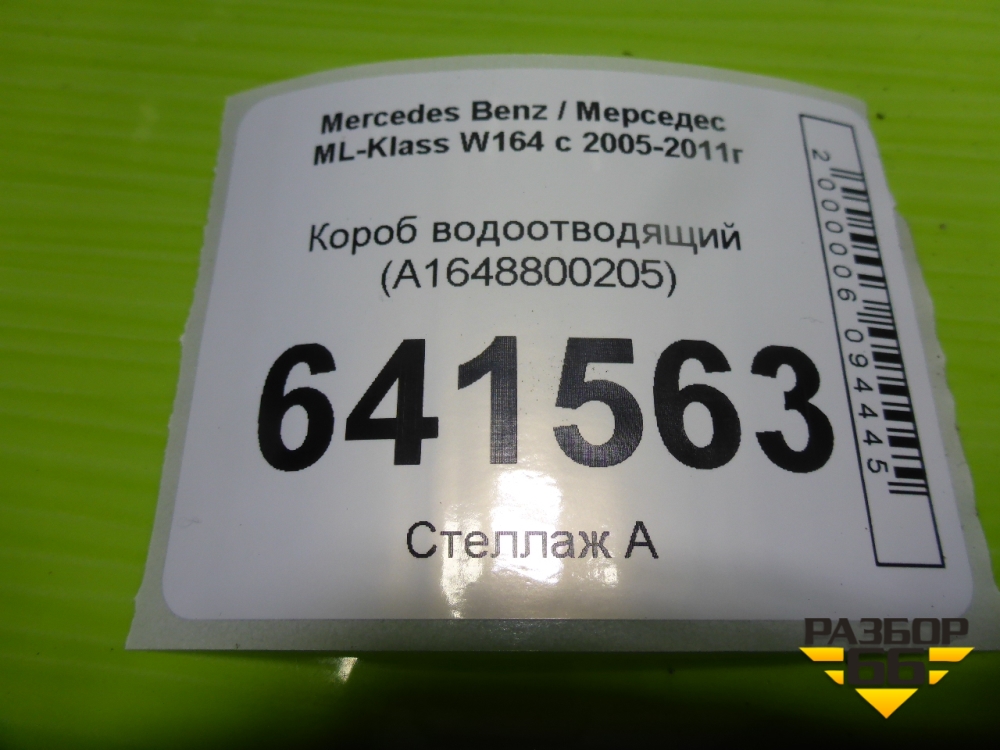 Mercedes Benz / Мерседес
ML-Klass W164 с 2005-2011г
Короб водоотводящий
(A1648800205)
641563
Стеллаж А
2000006094445
РАЗБОР
66